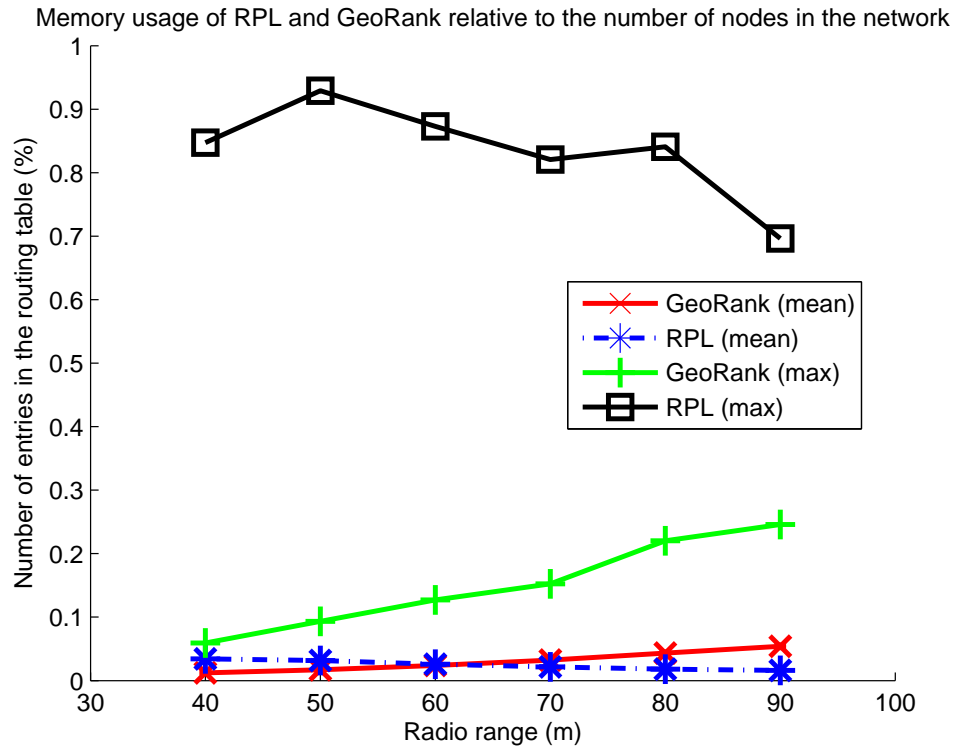 Memory usage of RPL and GeoRank relative to the number of nodes in the network
Number of entries in the routing table (%)
1
0.9
0.8
0.7
0.6
0.5
0.4
0.3
0.2
0.1
0
GeoRank (mean)
RPL (mean)
GeoRank (max)
RPL (max)
30 40 50 60 70 80 90 100
Radio range (m)